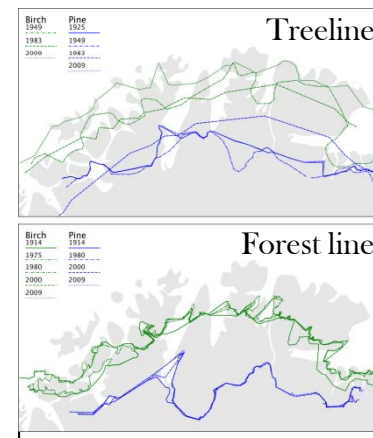 Treeline
Birch Pine
1949 1925
1983 1949
2000 1983
2009
Forest line
Birch Pine
1914 1914
1975 1980
1980 2000
2000 2009
2009